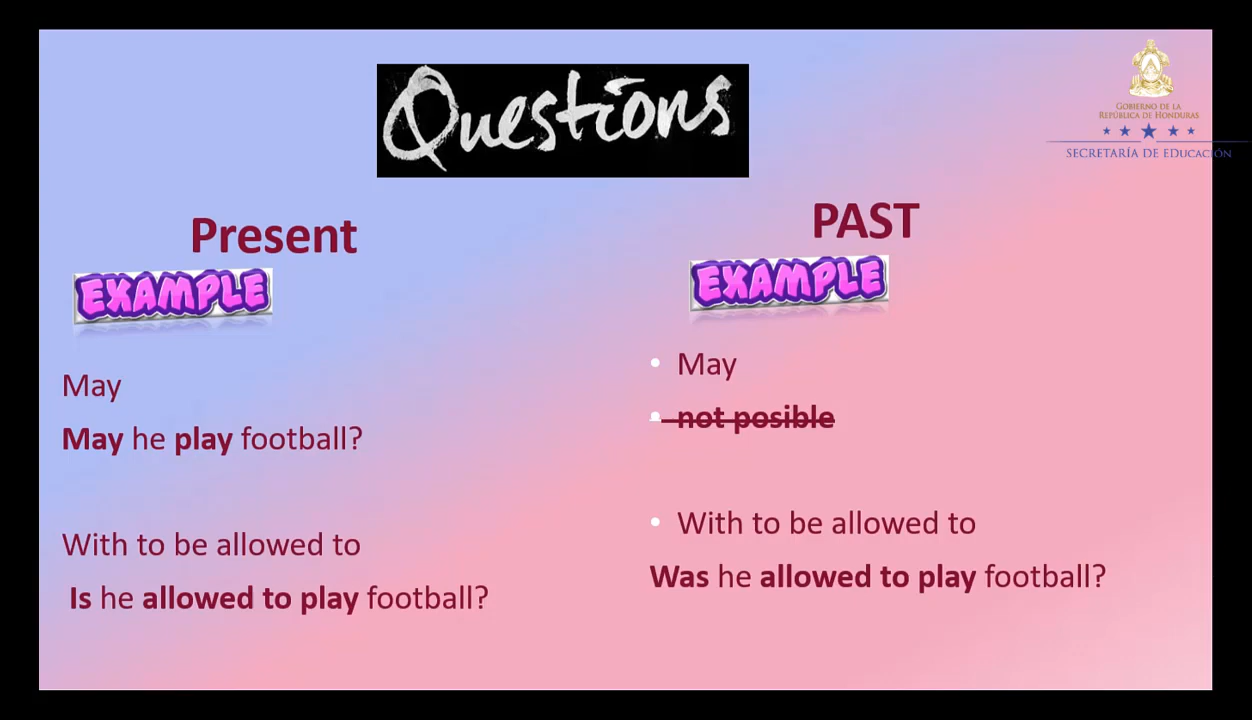 Questions
GOBIERNO DE LA
REPÚBLICA DE HONDURAS
SECRETARÍA DE EDUCACIÓN
Present
EXAMPLE
May
May he play football?
With to be allowed to
Is he allowed to play football?
PAST
EXAMPLE
• May
• not posible
• With to be allowed to
Was he allowed to play football?